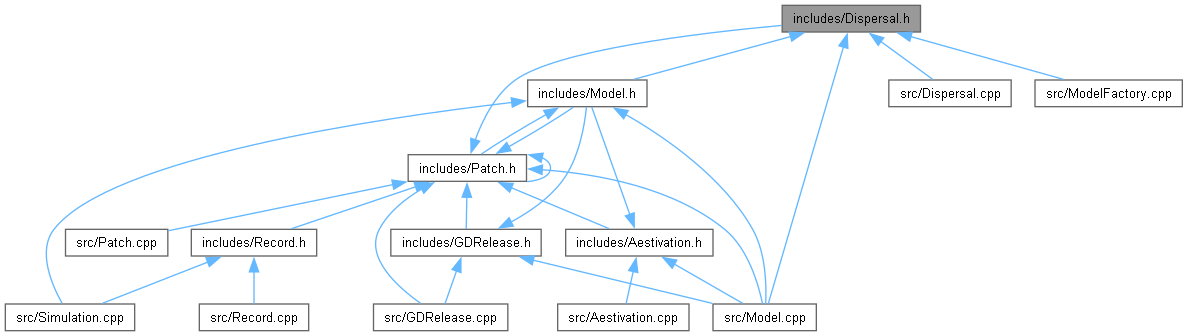 includes/Dispersal.h
includes/Model.h
src/Dispersal.cpp
src/ModelFactory.cpp
includes/Patch.h
src/Patch.cpp
includes/Record.h
includes/GDRelease.h
includes/Aestivation.h
src/Simulation.cpp
src/Record.cpp
src/GDRelease.cpp
src/Aestivation.cpp
src/Model.cpp